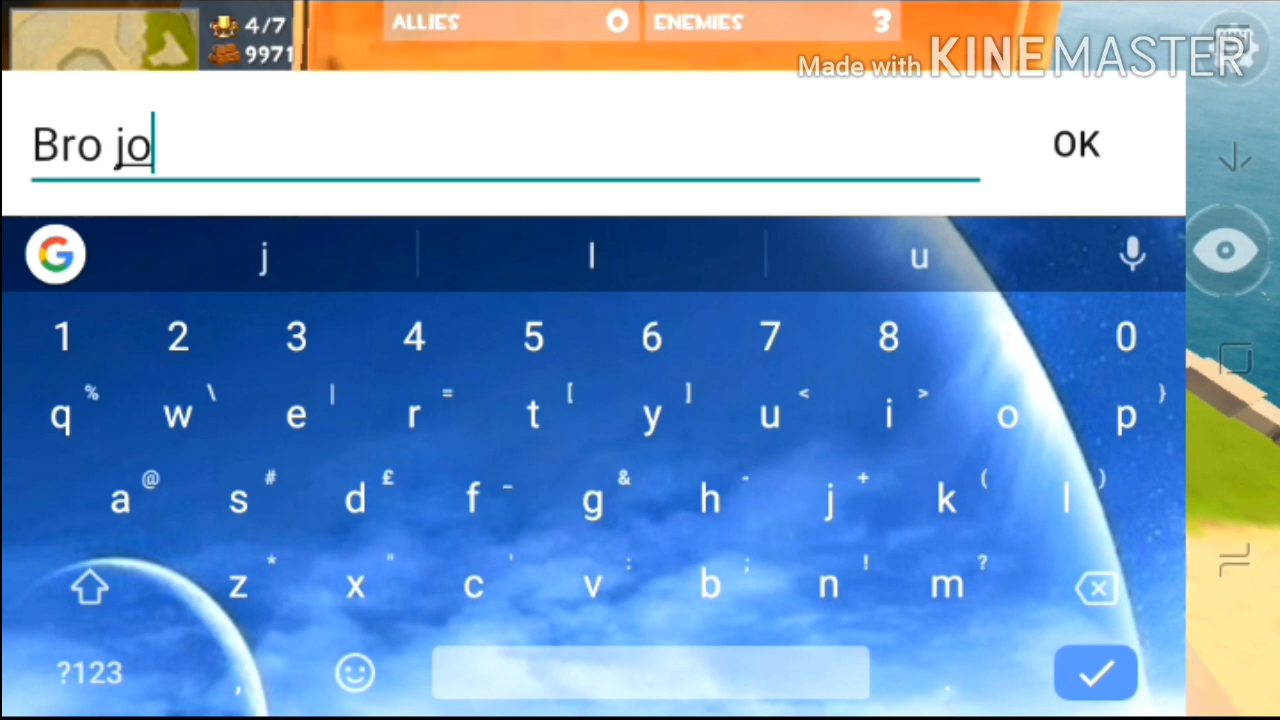 4/7
9971
ALLIES 0 ENEMIES 3
Made with KINEMASTER
Bro jo
OK
G j l u
1 2 3 4 5 6 7 8 0
% \ | = [ ] < > }
q w e r t y u i o p
@ # £ _ & - + ( )
a s d f g h j k l
* " ' : ; ! ?
z x c v b n m
?123 , .